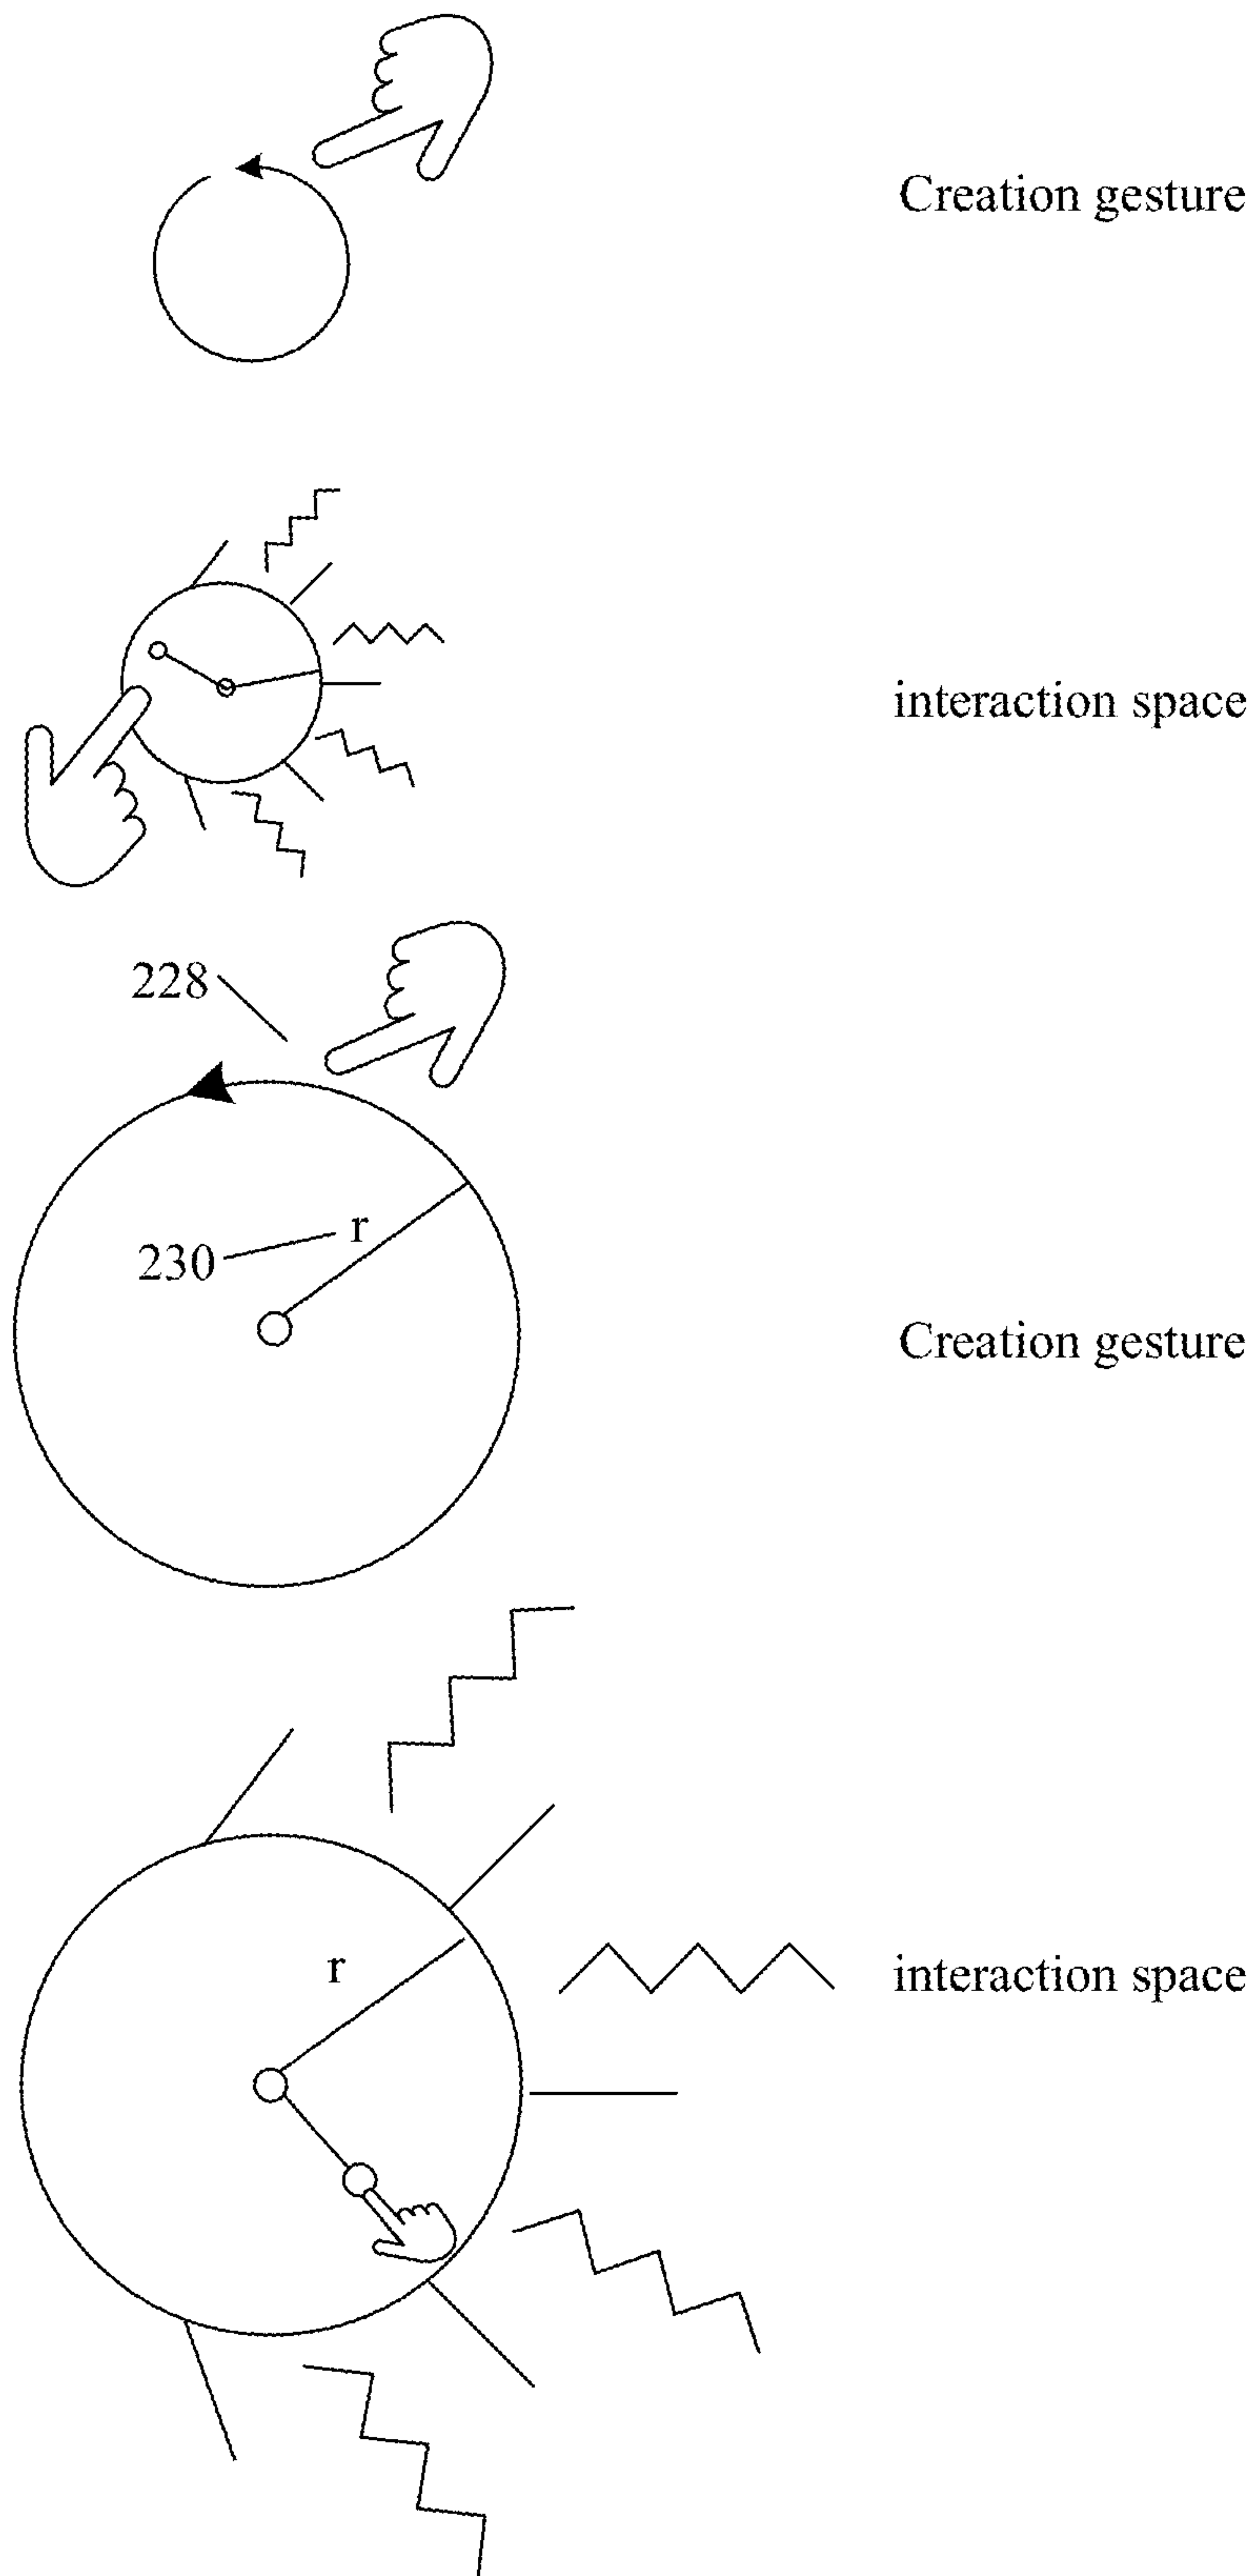 Creation gesture
interaction space
228
r
230
Creation gesture
r
interaction space